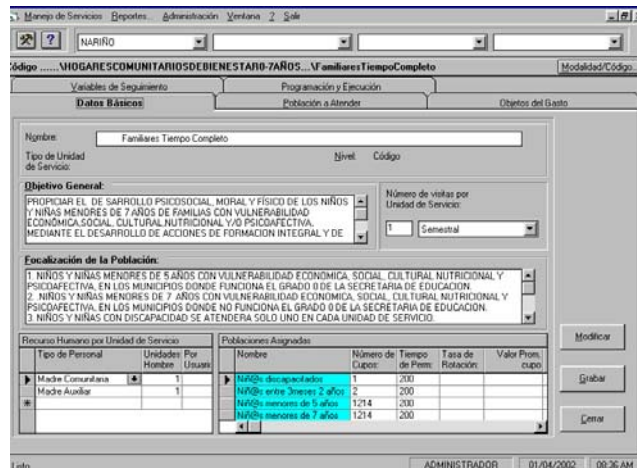 Manejo de Servicios Reportes... Administración Ventana ? Salir
NARIÑO
Código ......\HOGARESCOMUNITARIOSDEBIENESTAR0-7AÑOS...\FamiliaresTiempoCompleto
Modalidad/Código...
Variables de Seguimiento
Programación y Ejecución
Datos Básicos
Población a Atender
Objetos del Gasto
Nombre: Familiares Tiempo Completo
Tipo de Unidad
de Servicio:
Nivel: Código
Objetivo General:
PROPICIAR EL DE SARROLLO PSICOSOCIAL, MORAL Y FÍSICO DE LOS NIÑOS
Y NIÑAS MENORES DE 7 AÑOS DE FAMILIAS CON VULNERABILIDAD
ECONÓMICA,SOCIAL, CULTURAL,NUTRICIONAL Y/O PSICOAFECTIVA,
MEDIANTE EL DESARROLLO DE ACCIONES DE FORMACION INTEGRAL Y DE
Número de visitas por
Unidad de Servicio:
1 Semestral
Focalización de la Población:
1. NIÑOS Y NIÑAS MENORES DE 5 AÑOS CON VULNERABILIDAD ECONOMICA, SOCIAL, CULTURAL NUTRICIONAL Y
PSICOAFECTIVA, EN LOS MUNICIPIOS DONDE FUNCIONA EL GRADO 0 DE LA SECRETARIA DE EDUCACION.
2. NIÑOS Y NIÑAS MENORES DE 7 AÑOS CON VULNERABILIDAD ECONOMICA, SOCIAL, CULTURAL NUTRICIONAL Y
PSICOAFECTIVA, EN LOS MUNICIPIOS DONDE NO FUNCIONA EL GRADO 0 DE LA SECRETARIA DE EDUCACION.
3. NIÑOS Y NIÑAS CON DISCAPACIDAD SE ATENDERA SOLO UNO EN CADA UNIDAD DE SERVICIO.
Recurso Humano por Unidad de Servicio
Tipo de Personal Unidades Por
Hombre Usuari
Madre Comunitaria 1
Madre Auxiliar 1
Poblaciones Asignadas
Nombre Número de Tiempo Tasa de Valor Prom.
Cupos: de Perm: Rotación: cupo
Niñ@s discapacitados 1 200
Niñ@s entre 3meses 2 años 2 200
Niñ@s menores de 5 años 1214 200
Niñ@s menores de 7 años 1214 200
Modificar
Grabar
Cerrar
Listo ADMINISTRADOR 01/04/2002 08:36 AM